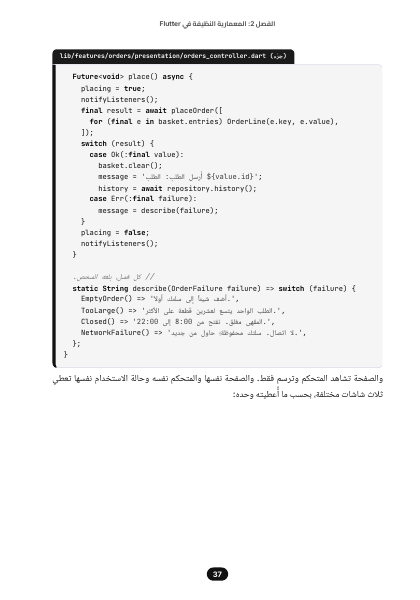 الفصل 2: المعمارية النظيفة في Flutter
lib/features/orders/presentation/orders_controller.dart (جزء)
Future<void> place() async {
placing = true;
notifyListeners();
final result = await placeOrder([
for (final e in basket.entries) OrderLine(e.key, e.value),
]);
switch (result) {
case Ok(:final value):
basket.clear();
message = 'أُرسل الطلب: الطلب ${value.id}';
history = await repository.history();
case Err(:final failure):
message = describe(failure);
}
placing = false;
notifyListeners();
}
// كل فشل، بلغة الشخص.
static String describe(OrderFailure failure) => switch (failure) {
EmptyOrder() => 'أضف شيئاً إلى سلتك أولاً.',
TooLarge() => 'الطلب الواحد يتسع لعشرين قطعة على الأكثر.',
Closed() => 'المقهى مغلق. نفتح من 8:00 إلى 22:00.',
NetworkFailure() => 'لا اتصال. سلتك محفوظة؛ حاول من جديد.',
};
}
والصفحة تشاهد المتحكم وترسم فقط. والصفحة نفسها والمتحكم نفسه وحالة الاستخدام نفسها تعطي
ثلاث شاشات مختلفة، بحسب ما أُعطيته وحده:
37